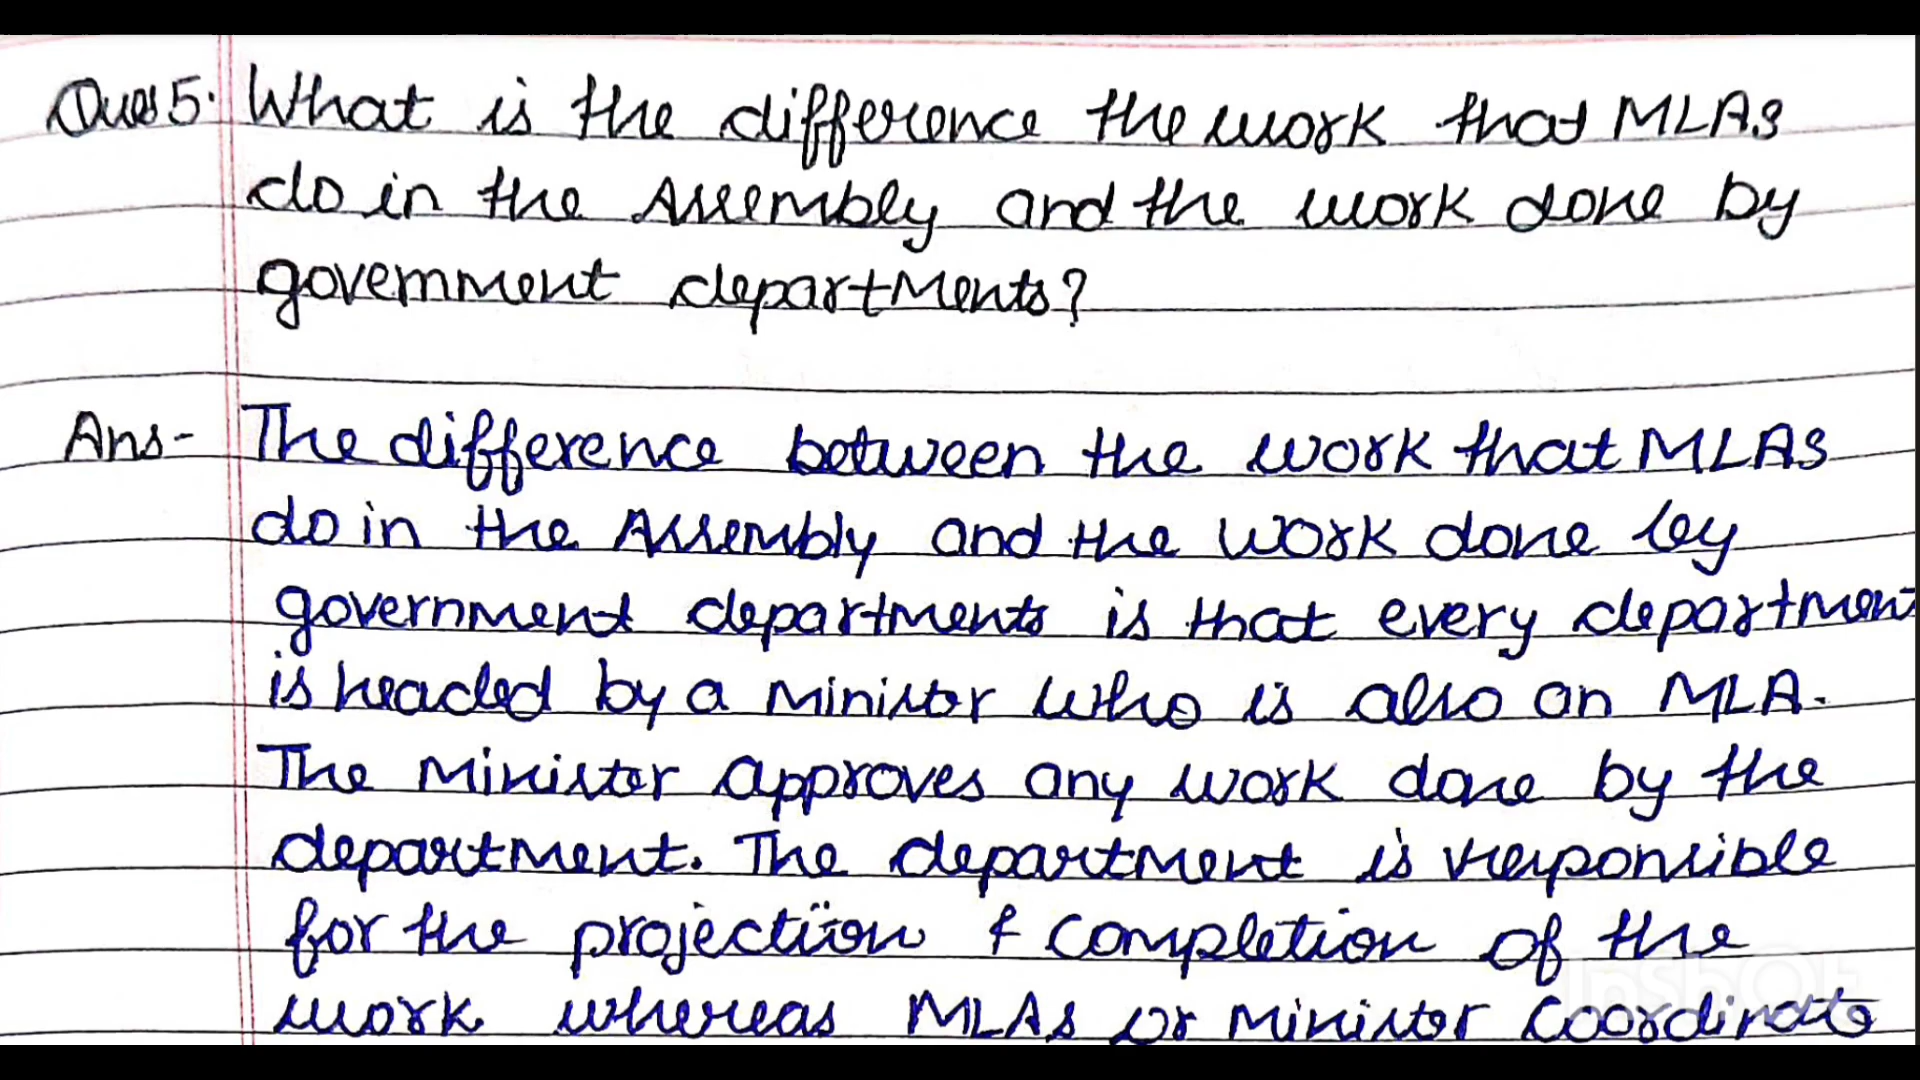 Ques 5. What is the difference the work that MLAs
do in the Assembly and the work done by
government departments?
Ans- The difference between the work that MLAs
do in the Assembly and the work done by
government departments is that every department
is headed by a Minister who is also an MLA.
The Minister approves any work done by the
department. The department is responsible
for the projection & completion of the
work whereas MLAs or Minister coordinate
InShOt